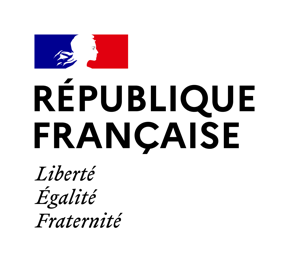 RÉPUBLIQUE
FRANÇAISE
Liberté
Égalité
Fraternité